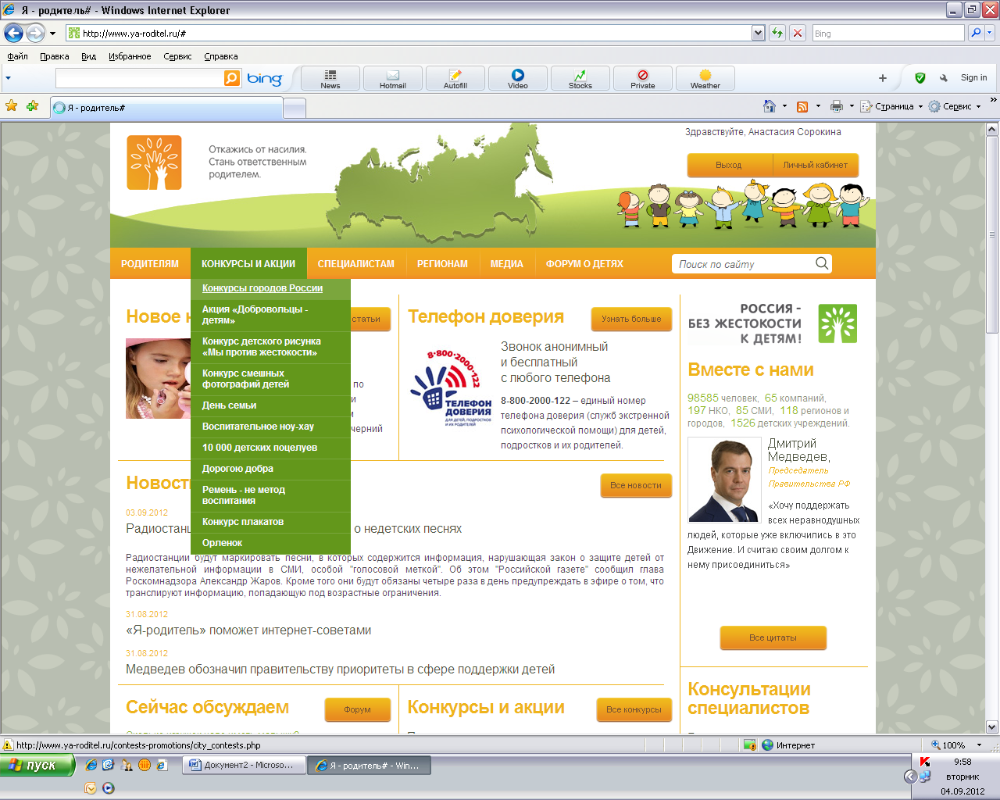 Я - родитель# - Windows Internet Explorer
http://www.ya-roditel.ru/#
Bing
Файл Правка Вид Избранное Сервис Справка
bing News Hotmail Autofill Video Stocks Private Weather Sign in
Я - родитель#
Страница Сервис
Откажись от насилия.
Стань ответственным
родителем.
Здравствуйте, Анастасия Сорокина
Выход Личный кабинет
РОДИТЕЛЯМ КОНКУРСЫ И АКЦИИ СПЕЦИАЛИСТАМ РЕГИОНАМ МЕДИА ФОРУМ О ДЕТЯХ Поиск по сайту
Конкурсы городов России
Акция «Добровольцы -
детям»
Конкурс детского рисунка
«Мы против жестокости»
Конкурс смешных
фотографий детей
День семьи
Воспитательное ноу-хау
10 000 детских поцелуев
Дорогою добра
Ремень - не метод
воспитания
Конкурс плакатов
Орленок
Новое
статьи
по
и
м
черний
Телефон доверия
Узнать больше
8-800-2000-122
ТЕЛЕФОН
ДОВЕРИЯ
ДЛЯ ДЕТЕЙ, ПОДРОСТКОВ
И ИХ РОДИТЕЛЕЙ
Звонок анонимный
и бесплатный
с любого телефона
8-800-2000-122 – единый номер
телефона доверия (служб экстренной
психологической помощи) для детей,
подростков и их родителей.
РОССИЯ -
БЕЗ ЖЕСТОКОСТИ
К ДЕТЯМ!
Вместе с нами
98585 человек, 65 компаний,
197 НКО, 85 СМИ, 118 регионов и
городов, 1526 детских учреждений.
Дмитрий
Медведев,
Председатель
Правительства РФ
«Хочу поддержать
всех неравнодушных
людей, которые уже включились в это
Движение. И считаю своим долгом к
нему присоединиться»
Все цитаты
Консультации
специалистов
Новост
Все новости
03.09.2012
Радиостан о недетских песнях
Радиостанции будут маркировать песни, в которых содержится информация, нарушающая закон о защите детей от
нежелательной информации в СМИ, особой "голосовой меткой". Об этом "Российской газете" сообщил глава
Роскомнадзора Александр Жаров. Кроме того они будут обязаны четыре раза в день предупреждать в эфире о том, что
транслируют информацию, попадающую под возрастные ограничения.
31.08.2012
«Я-родитель» поможет интернет-советами
31.08.2012
Медведев обозначил правительству приоритеты в сфере поддержки детей
Сейчас обсуждаем
Форум
Конкурсы и акции
Все конкурсы
http://www.ya-roditel.ru/contests-promotions/city_contests.php Интернет 100%
пуск Документ2 - Microso... Я - родитель# - Win...
9:58
вторник
04.09.2012